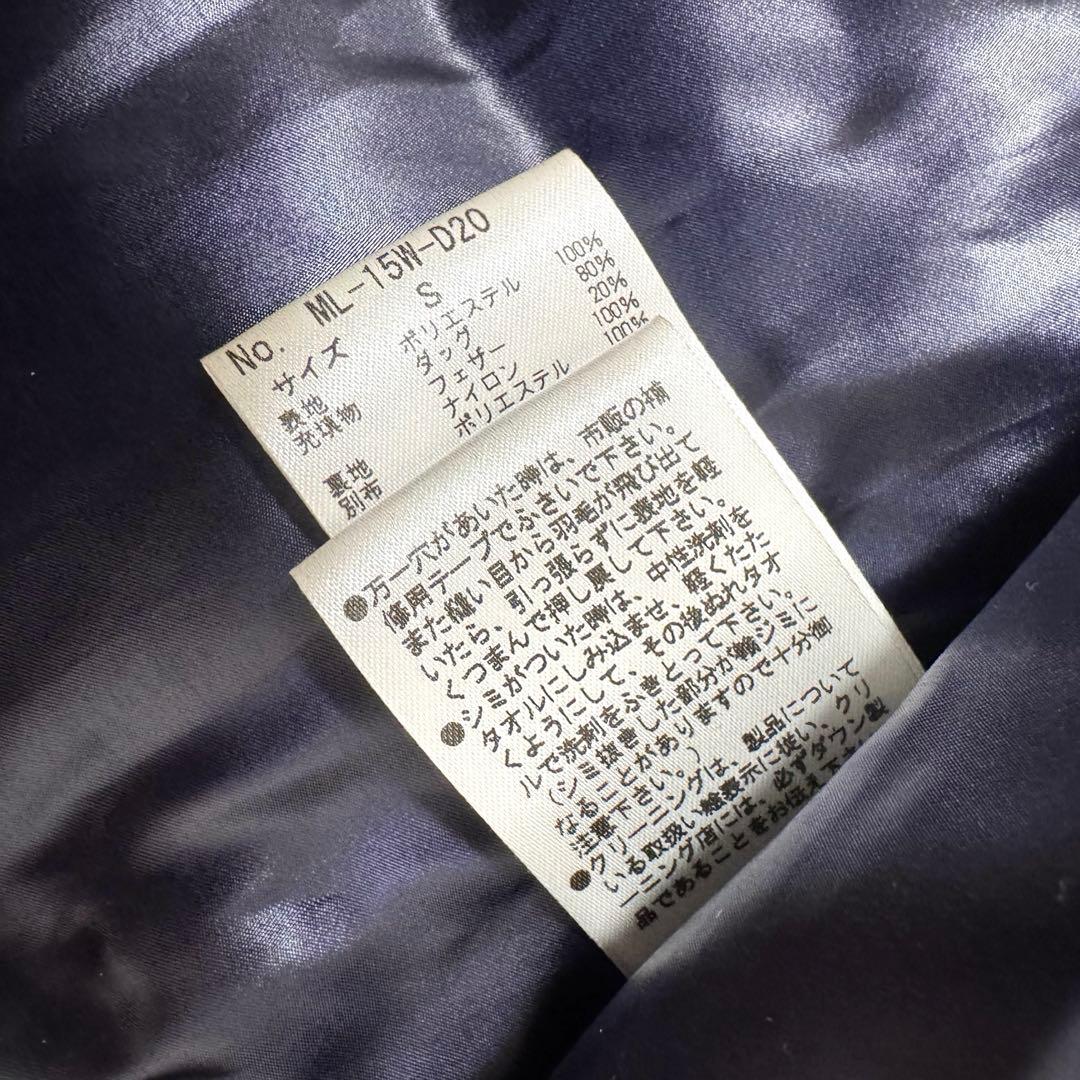 No. ML-15W-D20
サイズ S
表地 ポリエステル 100%
充填物 ダック 80%
フェザー 20%
裏地 ナイロン 100%
別布 ポリエステル 100%
●万一穴があいた時は、市販の補
修用テープでふさいで下さい。
また縫い目から羽毛が飛び出て
いたら、引っ張らずに表地を軽
くつまんで押し戻して下さい。
●シミがついた時は、中性洗剤を
タオルにしみ込ませ、軽くたた
くようにして、その後ぬれタオ
ルで洗剤をふきとって下さい。
(シミ抜きした部分が輪ジミに
なることがありますので十分御
注意下さい。)
●クリーニングは、製品について
いる取扱い絵表示に従い、クリ
ーニング店には、必ずダウン製
品であることをお伝え下さ